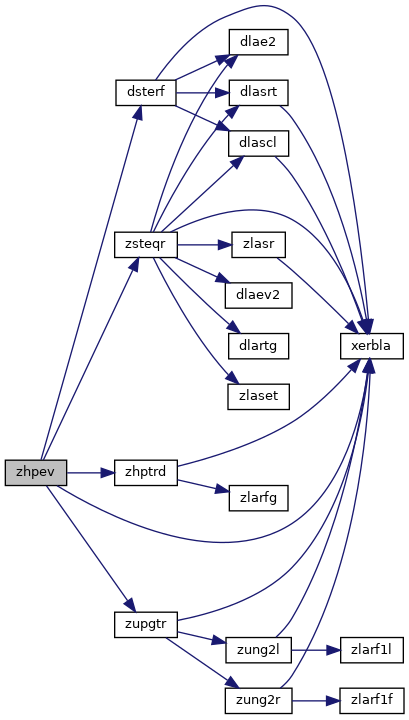 dlae2
dsterf
dlasrt
dlascl
zsteqr
zlasr
dlaev2
dlartg
xerbla
zlaset
zhpev
zhptrd
zlarfg
zupgtr
zung2l
zlarf1l
zung2r
zlarf1f